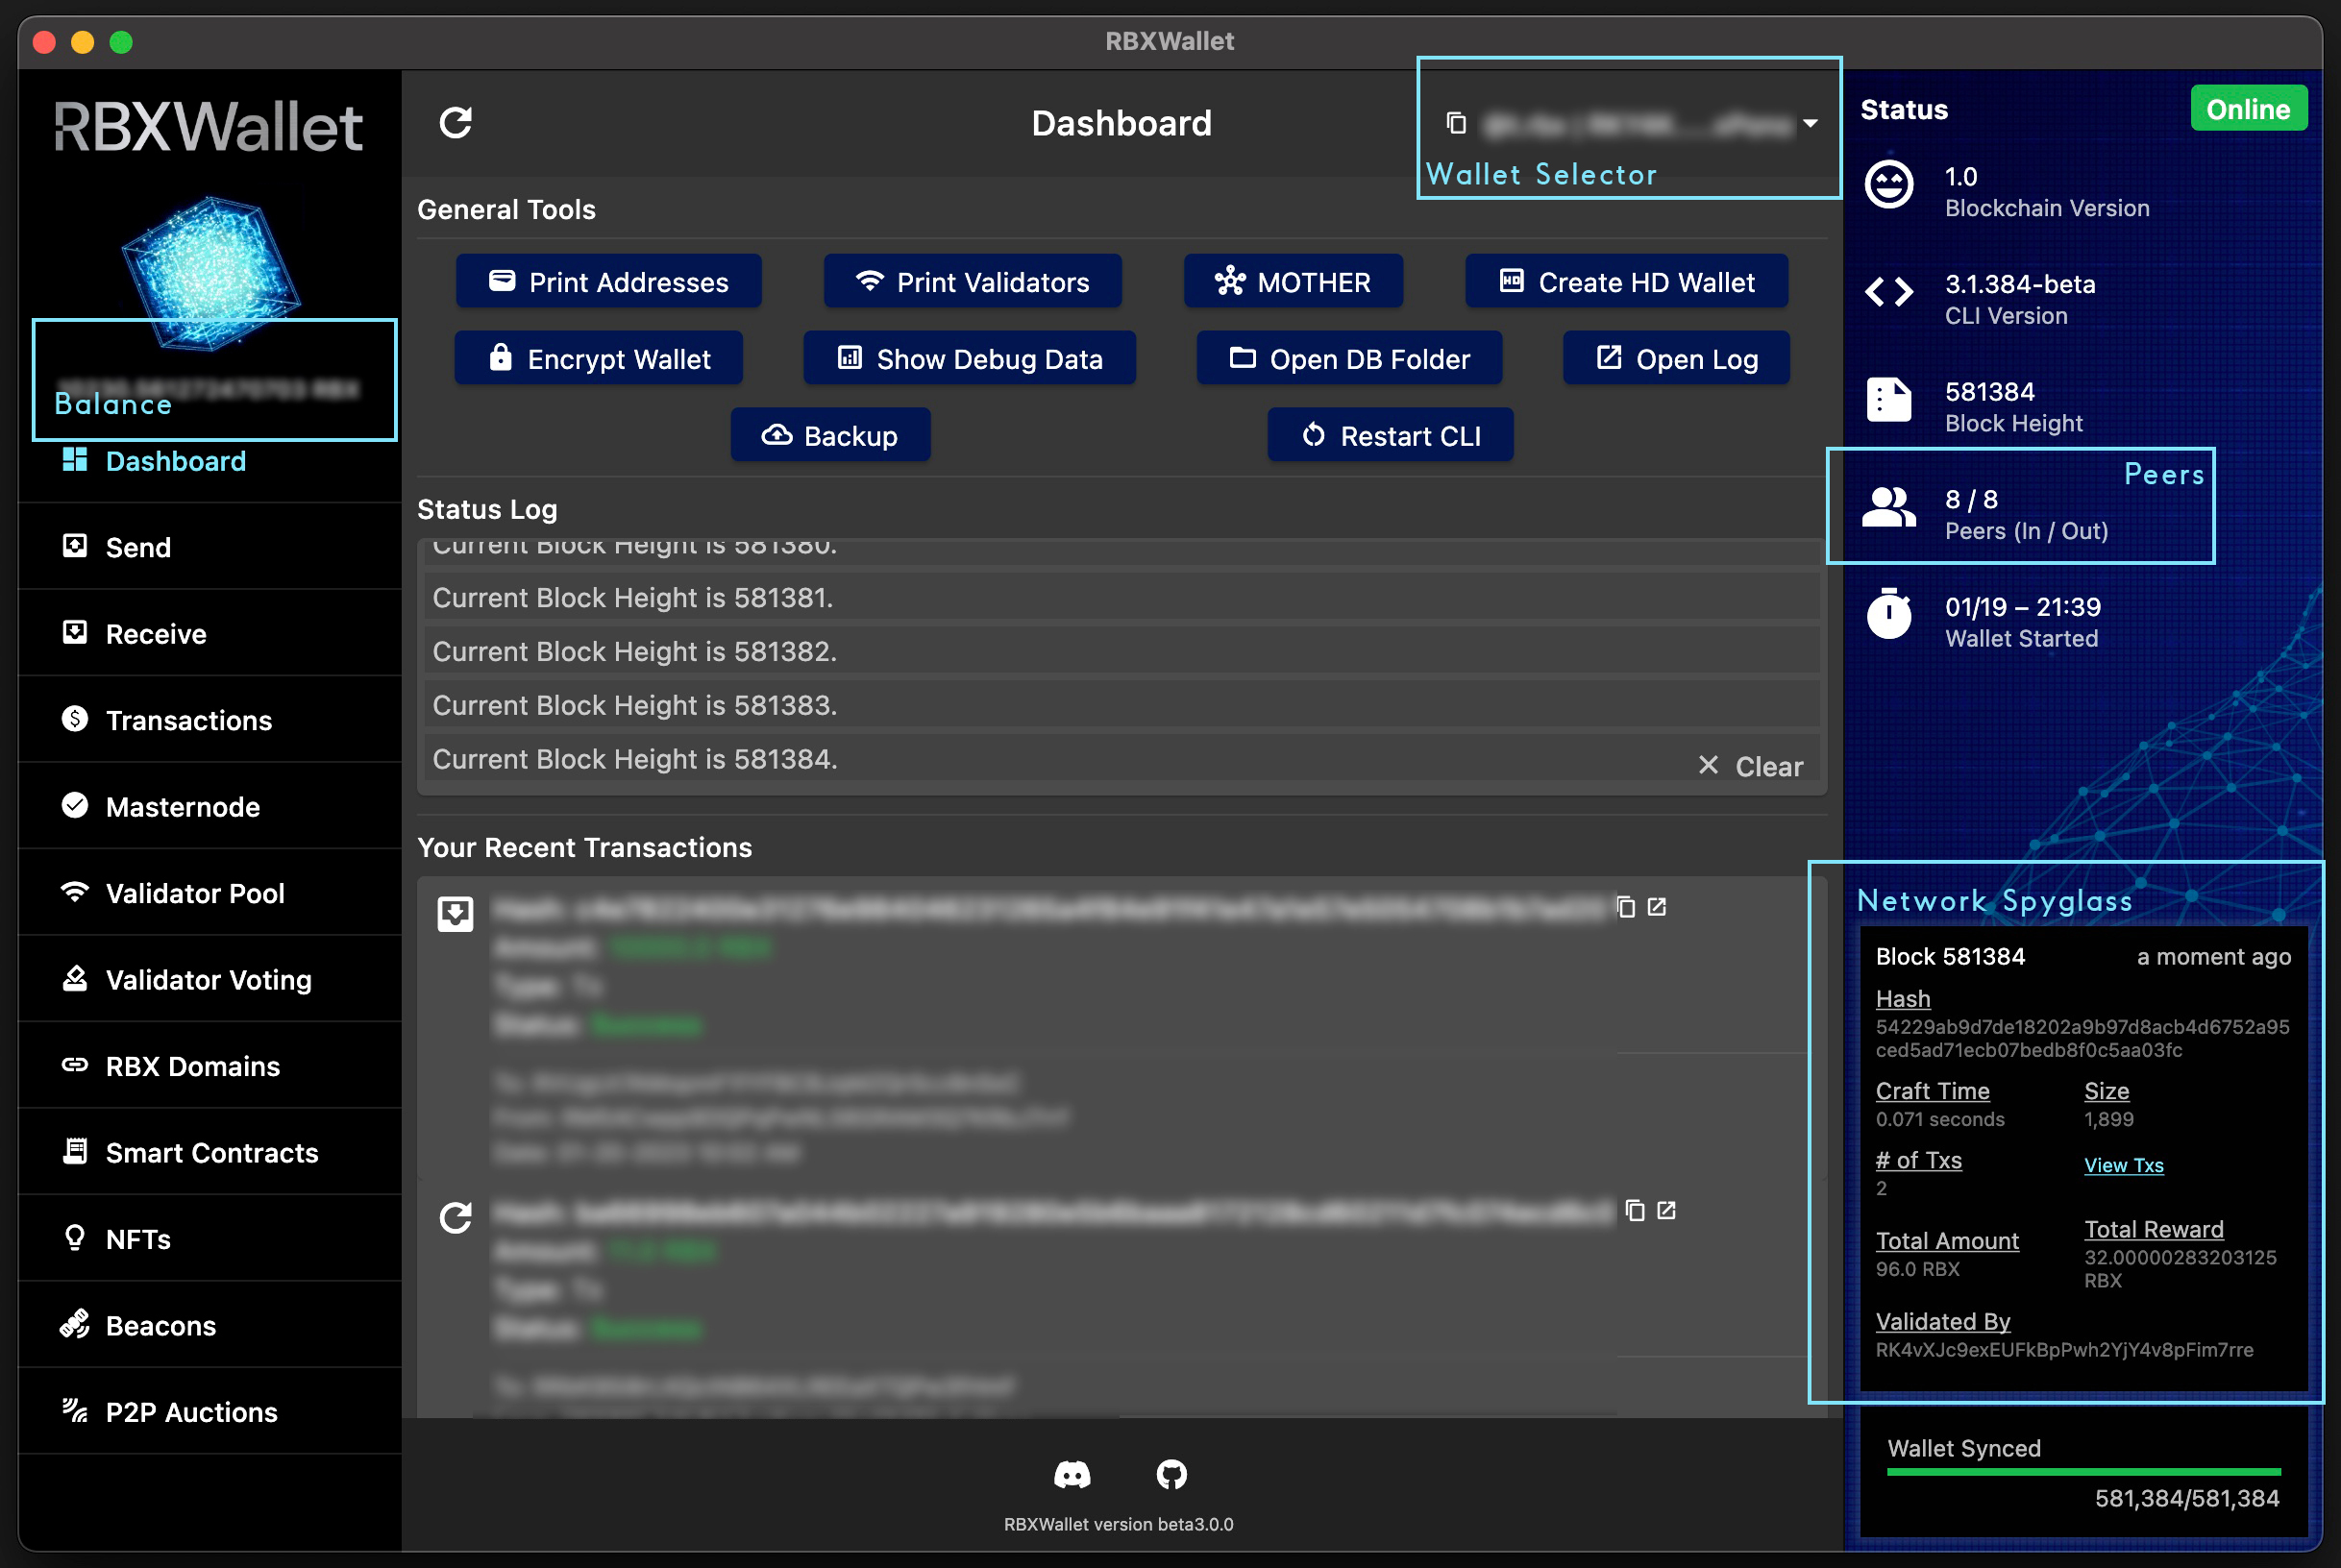 RBXWallet
RBXWallet
Balance
Dashboard
Send
Receive
Transactions
Masternode
Validator Pool
Validator Voting
RBX Domains
Smart Contracts
NFTs
Beacons
P2P Auctions
Dashboard
Wallet Selector
General Tools
Print Addresses
Print Validators
MOTHER
Create HD Wallet
Encrypt Wallet
Show Debug Data
Open DB Folder
Open Log
Backup
Restart CLI
Status Log
Current Block Height is 581380.
Current Block Height is 581381.
Current Block Height is 581382.
Current Block Height is 581383.
Current Block Height is 581384.
Clear
Your Recent Transactions
RBXWallet version beta3.0.0
Status
Online
1.0
Blockchain Version
3.1.384-beta
CLI Version
581384
Block Height
Peers
8 / 8
Peers (In / Out)
01/19 – 21:39
Wallet Started
Network Spyglass
Block 581384
a moment ago
Hash
54229ab9d7de18202a9b97d8acb4d6752a95
ced5ad71ecb07bedb8f0c5aa03fc
Craft Time
Size
0.071 seconds
1,899
# of Txs
View Txs
2
Total Amount
96.0 RBX
Total Reward
32.00000283203125
RBX
Validated By
RK4vXJc9exEUFkBpPwh2YjY4v8pFim7rre
Wallet Synced
581,384/581,384